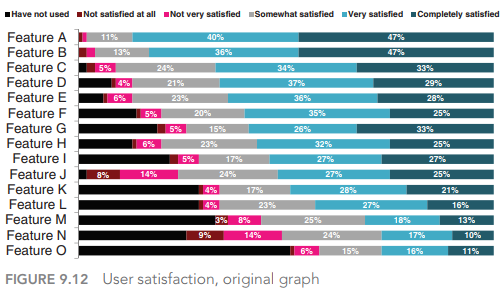 Have not used Not satisfied at all Not very satisfied Somewhat satisfied Very satisfied Completely satisfied
Feature A 11% 40% 47%
Feature B 13% 36% 47%
Feature C 5% 24% 34% 33%
Feature D 4% 21% 37% 29%
Feature E 6% 23% 36% 28%
Feature F 5% 20% 35% 25%
Feature G 5% 15% 26% 33%
Feature H 6% 23% 32% 25%
Feature I 5% 17% 27% 27%
Feature J 8% 14% 24% 27% 25%
Feature K 4% 17% 28% 21%
Feature L 4% 23% 27% 16%
Feature M 3% 8% 25% 18% 13%
Feature N 9% 14% 24% 17% 10%
Feature O 6% 15% 16% 11%
FIGURE 9.12 User satisfaction, original graph